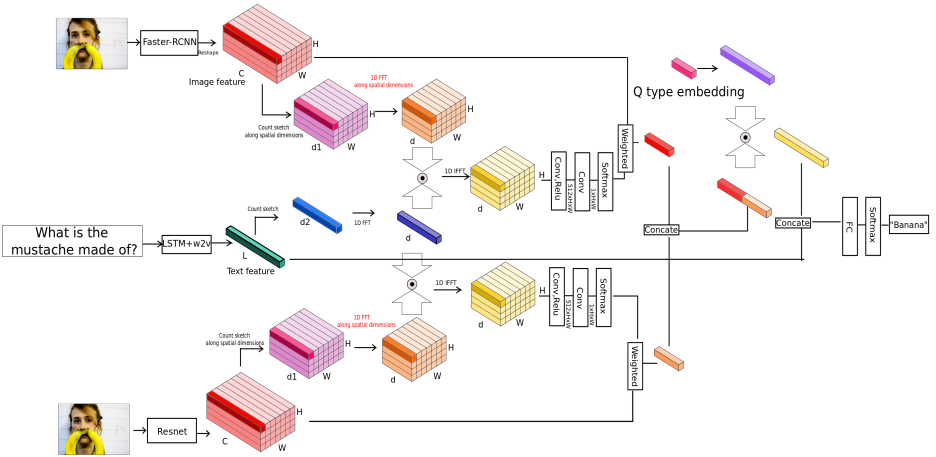 Faster-RCNN
Reshape
H
C
W
Image feature
1D FFT
along spatial dimensions
Count sketch
along spatial dimensions
H
d1
W
H
d
W
1D IFFT
H
d
W
Conv,Relu
512xHxW
Conv
1xHxW
Softmax
Weighted
Q type embedding
What is the
mustache made of?
LSTM+w2v
L
Text feature
Count sketch
d2
1D FFT
d
Concate
Concate
FC
Softmax
"Banana"
1D IFFT
H
d
W
Conv,Relu
512xHxW
Conv
1xHxW
Softmax
Weighted
1D FFT
along spatial dimensions
Count sketch
along spatial dimensions
H
d1
W
H
d
W
Resnet
H
C
W